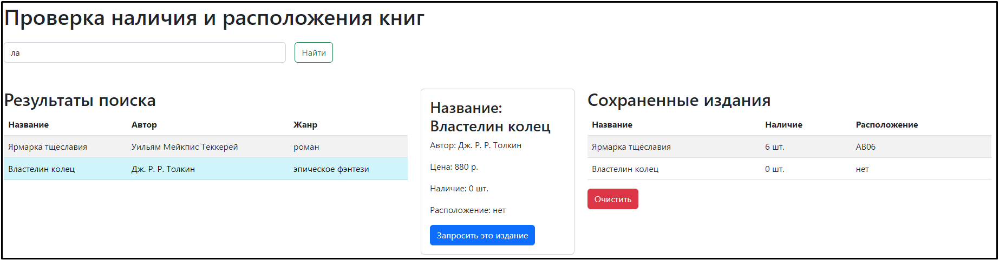 Проверка наличия и расположения книг
ла
Найти
Результаты поиска
Название Автор Жанр
Ярмарка тщеславия Уильям Мейкпис Теккерей роман
Властелин колец Дж. Р. Р. Толкин эпическое фэнтези
Название:
Властелин колец
Автор: Дж. Р. Р. Толкин
Цена: 880 р.
Наличие: 0 шт.
Расположение: нет
Запросить это издание
Сохраненные издания
Название Наличие Расположение
Ярмарка тщеславия 6 шт. AB06
Властелин колец 0 шт. нет
Очистить